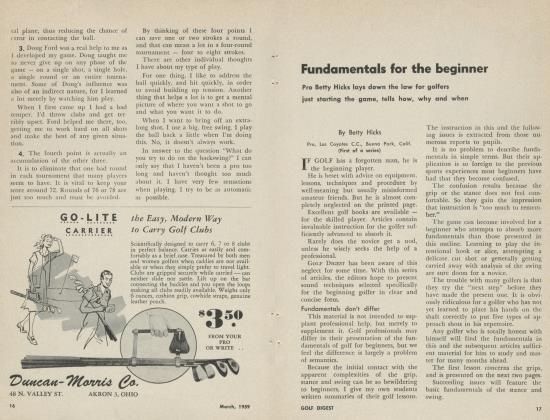 cal plane, thus reducing the chance of
error in contacting the ball.
3. Doug Ford was a real help to me as
I developed my game. Doug taught me
to never give up on any phase of the
game — on a single shot, a single hole,
a single round or an entire tourna-
ment. Some of Doug's influence was
also of an indirect nature, for I learned
a lot merely by watching him play.
When I first came up I had a bad
temper. I'd throw clubs and get ter-
ribly upset. Ford helped me there, too,
getting me to work hard on all shots
and make the best of any given situa-
tion.
4. The fourth point is actually an
accumulation of the other three.
It is to eliminate that one bad round
in each tournament that many players
seem to have. It is vital to keep your
score around 72. Rounds of 76 or 78 are
just too much and must be avoided.
By thinking of these four points I
can save one or two strokes a round,
and that can mean a lot in a four-round
tournament — four to eight strokes.
There are other individual thoughts
I have about my type of play.
For one thing, I like to address the
ball quickly, and hit quickly, in order
to avoid building up tension. Another
thing that helps a lot is to get a mental
picture of where you want a shot to go
and what you want it to do.
When I want to bring off an extra-
long shot, I use a big, free swing. I play
the ball back a little when I'm doing
this. No, it doesn't always work.
In answer to the question "What do
you try to do on the backswing?" I can
only say that I haven't been a pro too
long and haven't thought too much
about it. I have very few sensations
when playing. I try to be as automatic
as possible.
GO-LITE
CARRIER
the Easy, Modern Way
to Carry Golf Clubs
Scientifically designed to carry 6, 7 or 8 clubs
in perfect balance. Carries as easily and com-
fortably as a brief case. Treasured by both men
and women golfers when caddies are not avail-
able or when they simply prefer to travel light.
Clubs are gripped securely while carried—can
neither slide nor rattle. Lift up on the bar
connecting the buckles and you open the loops
making all clubs readily available. Weighs only
6 ounces, cushion grip, cowhide straps, genuine
leather pouch.
$3.50
FROM YOUR
PRO
OR WRITE . .
Duncan-Morris Co.
48 N. VALLEY ST. AKRON 3, OHIO
16
March, 1959
Fundamentals for the beginner
Pro Betty Hicks lays down the law for golfers
just starting the game, tells how, why and when
By Betty Hicks
Pro, Los Coyotes C.C., Buena Park, Calif.
(First of a series)
IF GOLF has a forgotten man, he is
the beginning player.
He is beset with advice on equipment,
lessons, technique and procedure by
well-meaning but usually misinformed
amateur friends. But he is almost com-
pletely neglected on the printed page.
Excellent golf books are available —
for the skilled player. Articles contain
invaluable instruction for the golfer suf-
ficiently advanced to absorb it.
Rarely does the novice get a nod,
unless he wisely seeks the help of a
professional.
GOLF DIGEST has been aware of this
neglect for some time. With this series
of articles, the editors hope to present
sound techniques selected specifically
for the beginning golfer in clear and
concise form.
Fundamentals don't differ
This material is not intended to sup-
plant professional help, but merely to
supplement it. Golf professionals may
differ in their presentation of the fun-
damentals of golf for beginners, but we
feel the difference is largely a problem
of semantics.
Because the initial contact with the
apparent complexities of the grip,
stance and swing can be so bewildering
to beginners, I give my own students
written summaries of their golf lessons.
The instruction in this and the follow-
ing issues is extracted from those nu-
merous reports to pupils.
It is no problem to describe funda-
mentals in simple terms. But their ap-
plication is so foreign to the previous
sports experiences most beginners have
had that they become confused.
The confusion results because the
grip or the stance does not feel com-
fortable. So they gain the impression
that instruction is "too much to remem-
ber."
The game can become involved for a
beginner who attempts to absorb more
fundamentals than those presented in
this outline. Learning to play the in-
tentional hook or slice, attempting a
delicate cut shot or generally getting
carried away with analysis of the swing
are sure doom for a novice.
The trouble with many golfers is that
they try the "next step" before they
have made the present one. It is obvi-
ously ridiculous for a golfer who has not
yet learned to place his hands on the
shaft correctly to put five types of ap-
proach shots in his repertoire.
Any golfer who is totally honest with
himself will find the fundamentals in
this and the subsequent articles suffici-
ent material for him to study and mas-
ter for many months ahead.
The first lesson concerns the grips,
and is presented on the next two pages.
Succeeding issues will feature the
basic fundamentals of the stance and
swing.
GOLF DIGEST
17